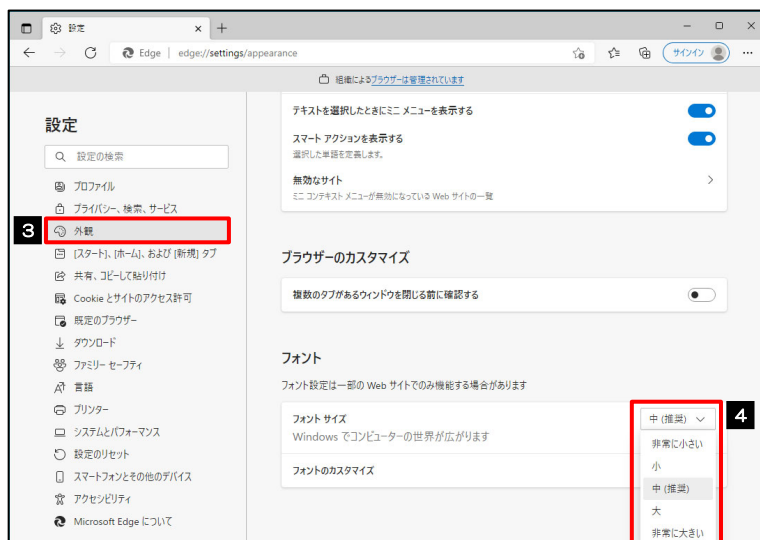 設定
Edge
edge://settings/appearance
サインイン
組織によるブラウザーは管理されています
設定
設定の検索
プロファイル
プライバシー、検索、サービス
3
外観
[スタート]、[ホーム]、および [新規] タブ
共有、コピーして貼り付け
Cookie とサイトのアクセス許可
既定のブラウザー
ダウンロード
ファミリー セーフティ
言語
プリンター
システムとパフォーマンス
設定のリセット
スマートフォンとその他のデバイス
アクセシビリティ
Microsoft Edge について
テキストを選択したときにミニ メニューを表示する
スマート アクションを表示する
選択した単語を定義します。
無効なサイト
ミニ コンテキスト メニューが無効になっている Web サイトの一覧
ブラウザーのカスタマイズ
複数のタブがあるウィンドウを閉じる前に確認する
フォント
フォント設定は一部の Web サイトでのみ機能する場合があります
フォント サイズ
Windows でコンピューターの世界が広がります
フォントのカスタマイズ
中 (推奨)
4
非常に小さい
小
中 (推奨)
大
非常に大きい